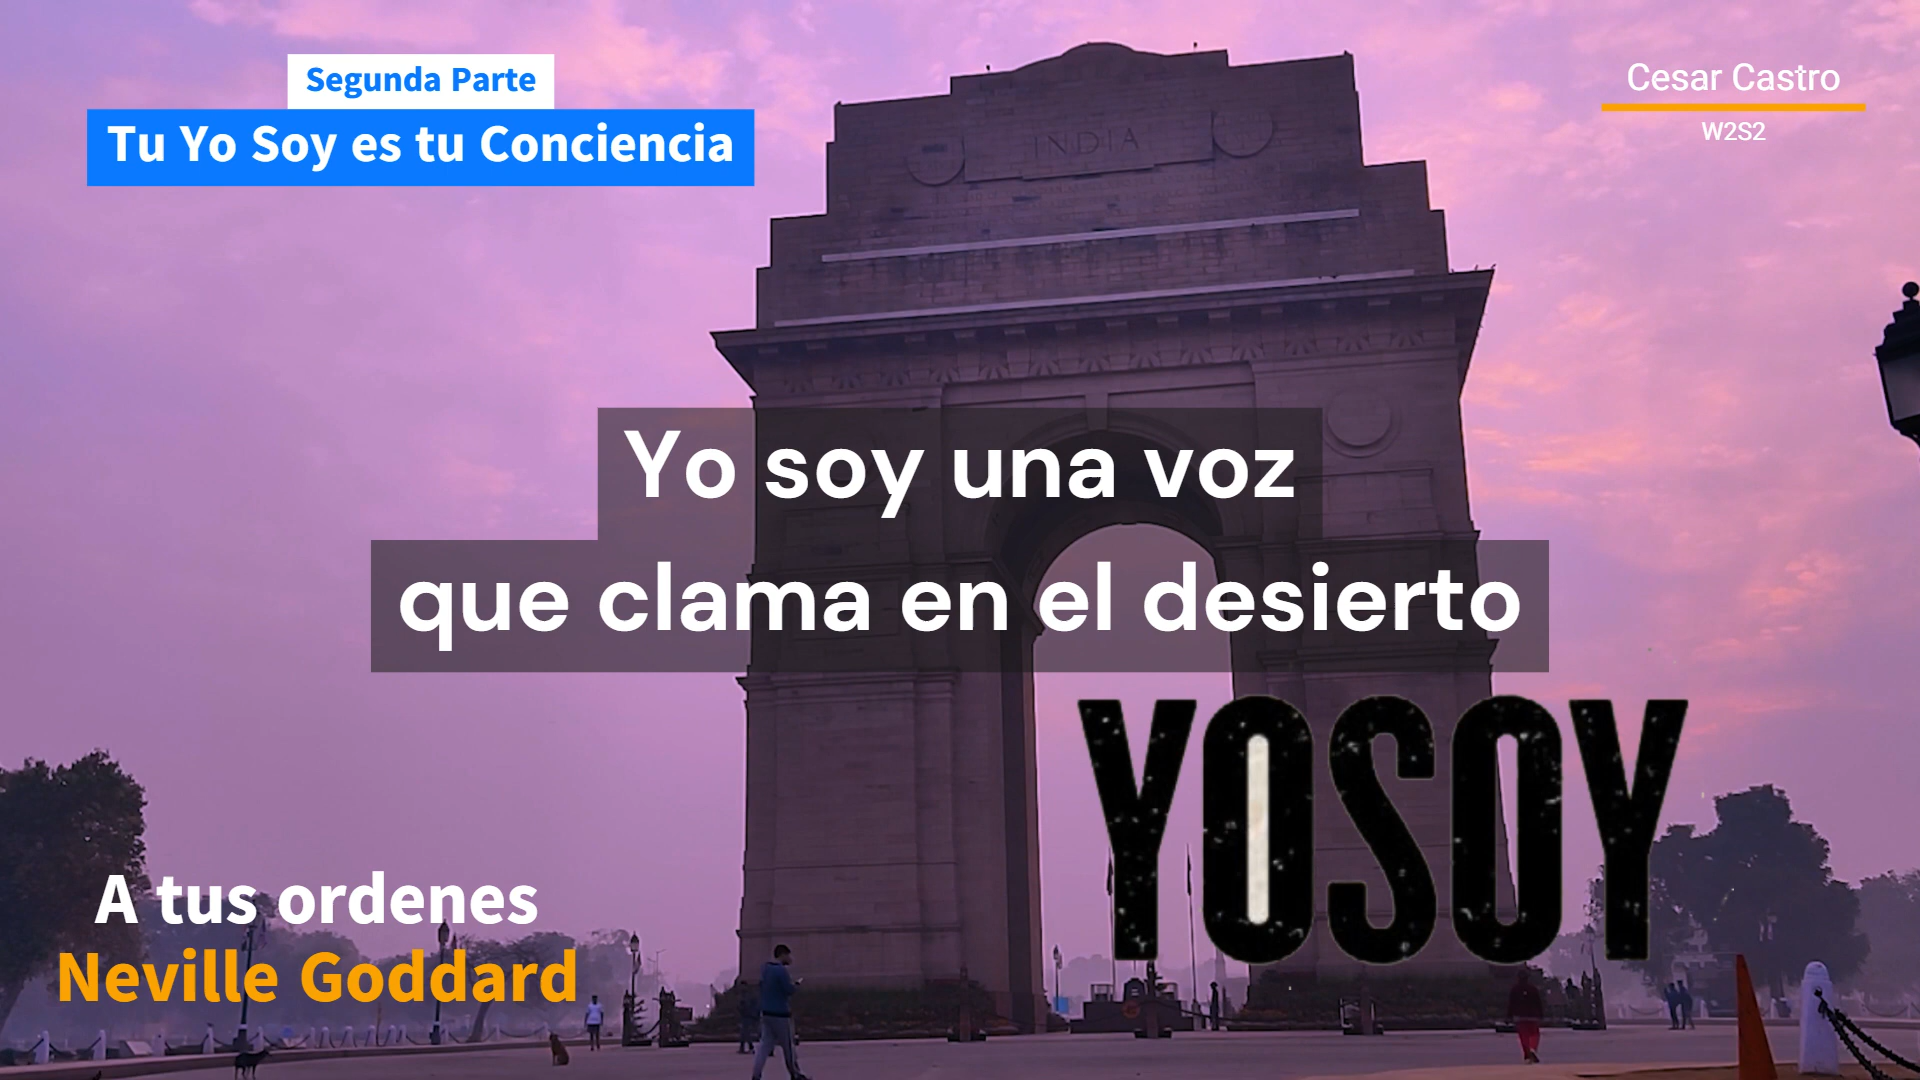 Segunda Parte
Tu Yo Soy es tu Conciencia
Cesar Castro
W2S2
INDIA
Yo soy una voz
que clama en el desierto
YOSOY
A tus ordenes
Neville Goddard